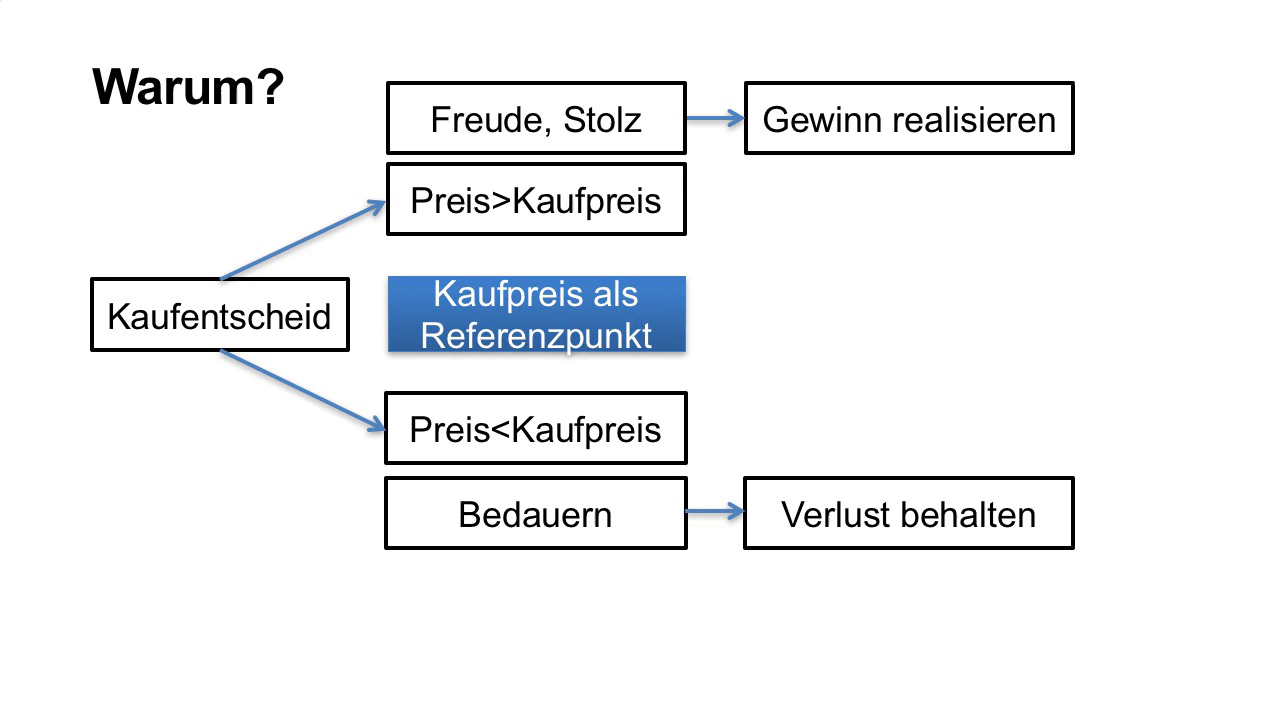 Warum?
Freude, Stolz
Gewinn realisieren
Preis>Kaufpreis
Kaufentscheid
Kaufpreis als
Referenzpunkt
Preis<Kaufpreis
Bedauern
Verlust behalten